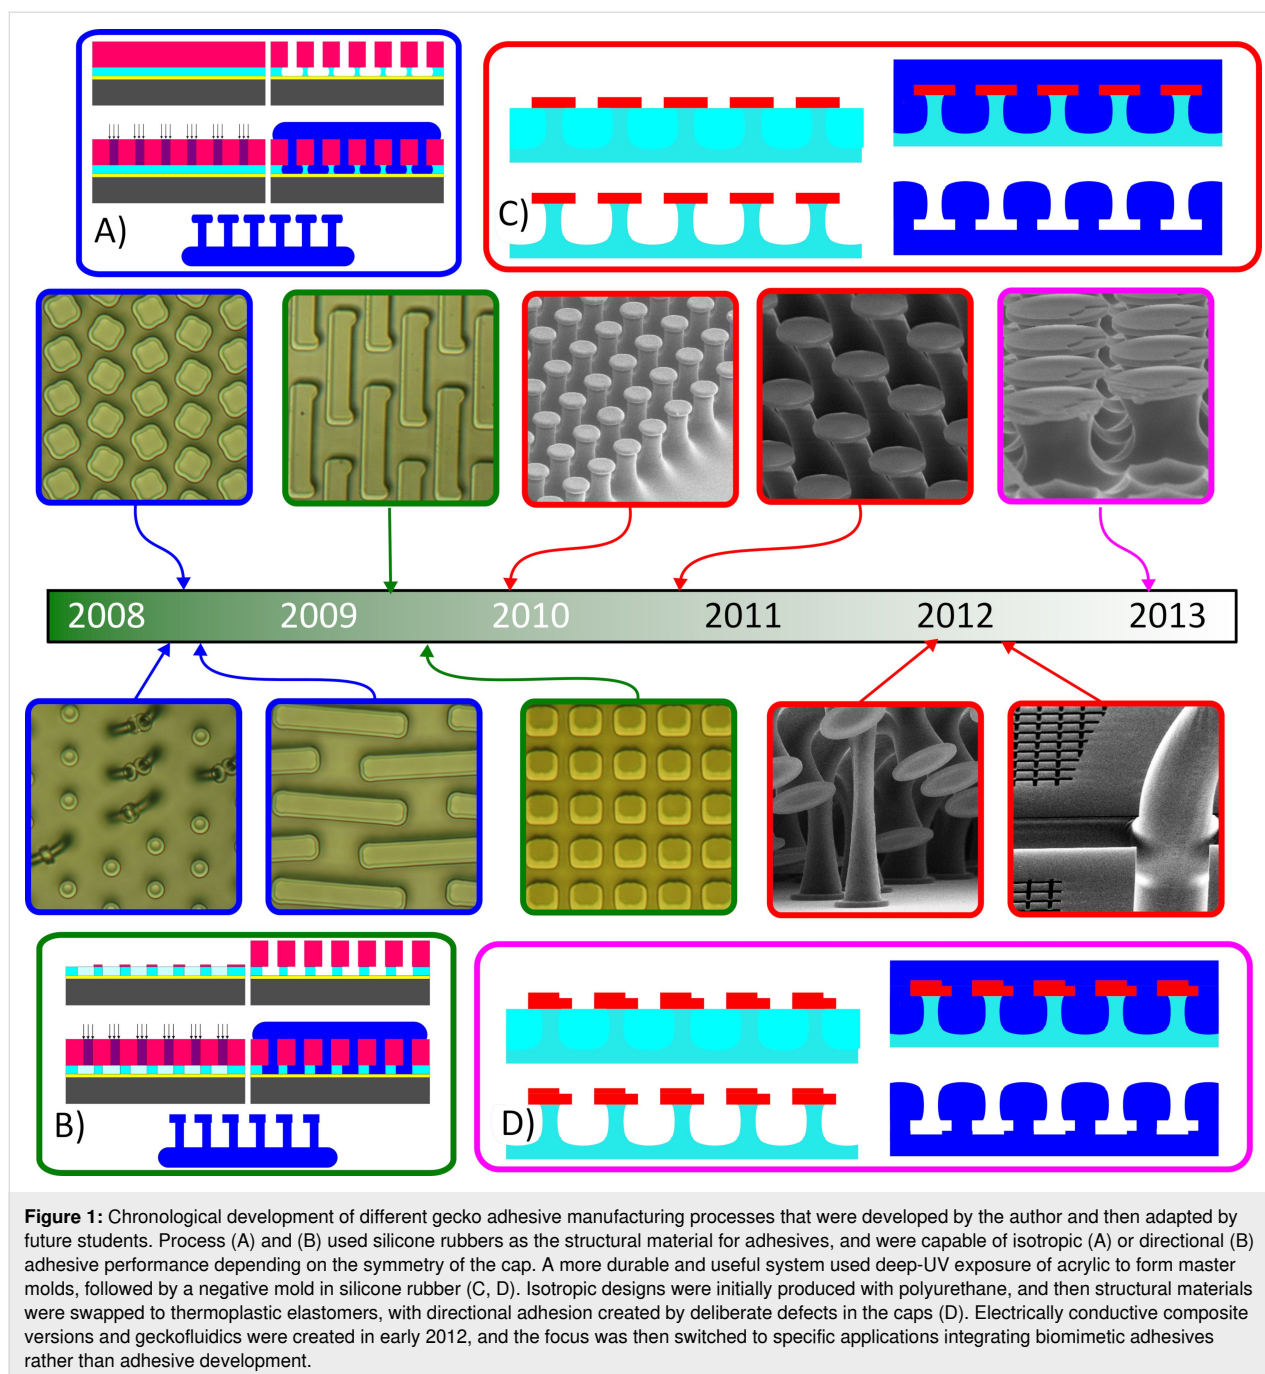 A)
C)
2008 2009 2010 2011 2012 2013
B)
D)
Figure 1: Chronological development of different gecko adhesive manufacturing processes that were developed by the author and then adapted by
future students. Process (A) and (B) used silicone rubbers as the structural material for adhesives, and were capable of isotropic (A) or directional (B)
adhesive performance depending on the symmetry of the cap. A more durable and useful system used deep-UV exposure of acrylic to form master
molds, followed by a negative mold in silicone rubber (C, D). Isotropic designs were initially produced with polyurethane, and then structural materials
were swapped to thermoplastic elastomers, with directional adhesion created by deliberate defects in the caps (D). Electrically conductive composite
versions and geckofluidics were created in early 2012, and the focus was then switched to specific applications integrating biomimetic adhesives
rather than adhesive development.